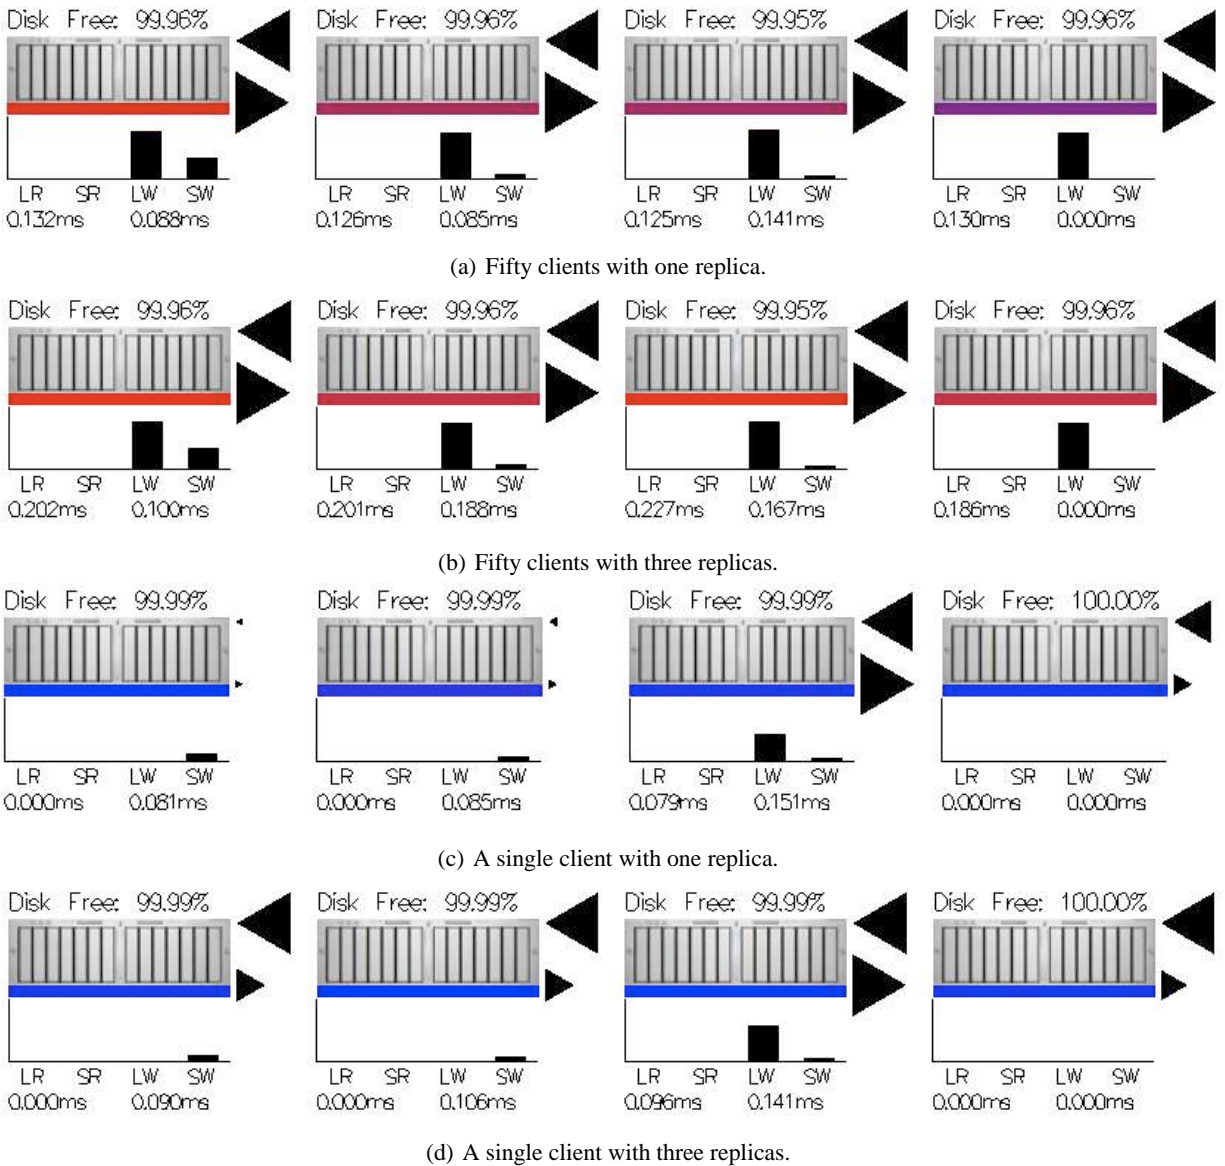 Disk Free: 99.96% Disk Free: 99.96% Disk Free: 99.95% Disk Free: 99.96%
LR SR LW SW LR SR LW SW LR SR LW SW LR SR LW SW
0.132ms 0.088ms 0.126ms 0.085ms 0.125ms 0.141ms 0.130ms 0.000ms
(a) Fifty clients with one replica.
Disk Free: 99.96% Disk Free: 99.96% Disk Free: 99.95% Disk Free: 99.96%
LR SR LW SW LR SR LW SW LR SR LW SW LR SR LW SW
0.202ms 0.100ms 0.201ms 0.188ms 0.227ms 0.167ms 0.186ms 0.000ms
(b) Fifty clients with three replicas.
Disk Free: 99.99% Disk Free: 99.99% Disk Free: 99.99% Disk Free: 100.00%
LR SR LW SW LR SR LW SW LR SR LW SW LR SR LW SW
0.000ms 0.081ms 0.000ms 0.085ms 0.079ms 0.151ms 0.000ms 0.000ms
(c) A single client with one replica.
Disk Free: 99.99% Disk Free: 99.99% Disk Free: 99.99% Disk Free: 100.00%
LR SR LW SW LR SR LW SW LR SR LW SW LR SR LW SW
0.000ms 0.090ms 0.000ms 0.106ms 0.096ms 0.141ms 0.000ms 0.000ms
(d) A single client with three replicas.